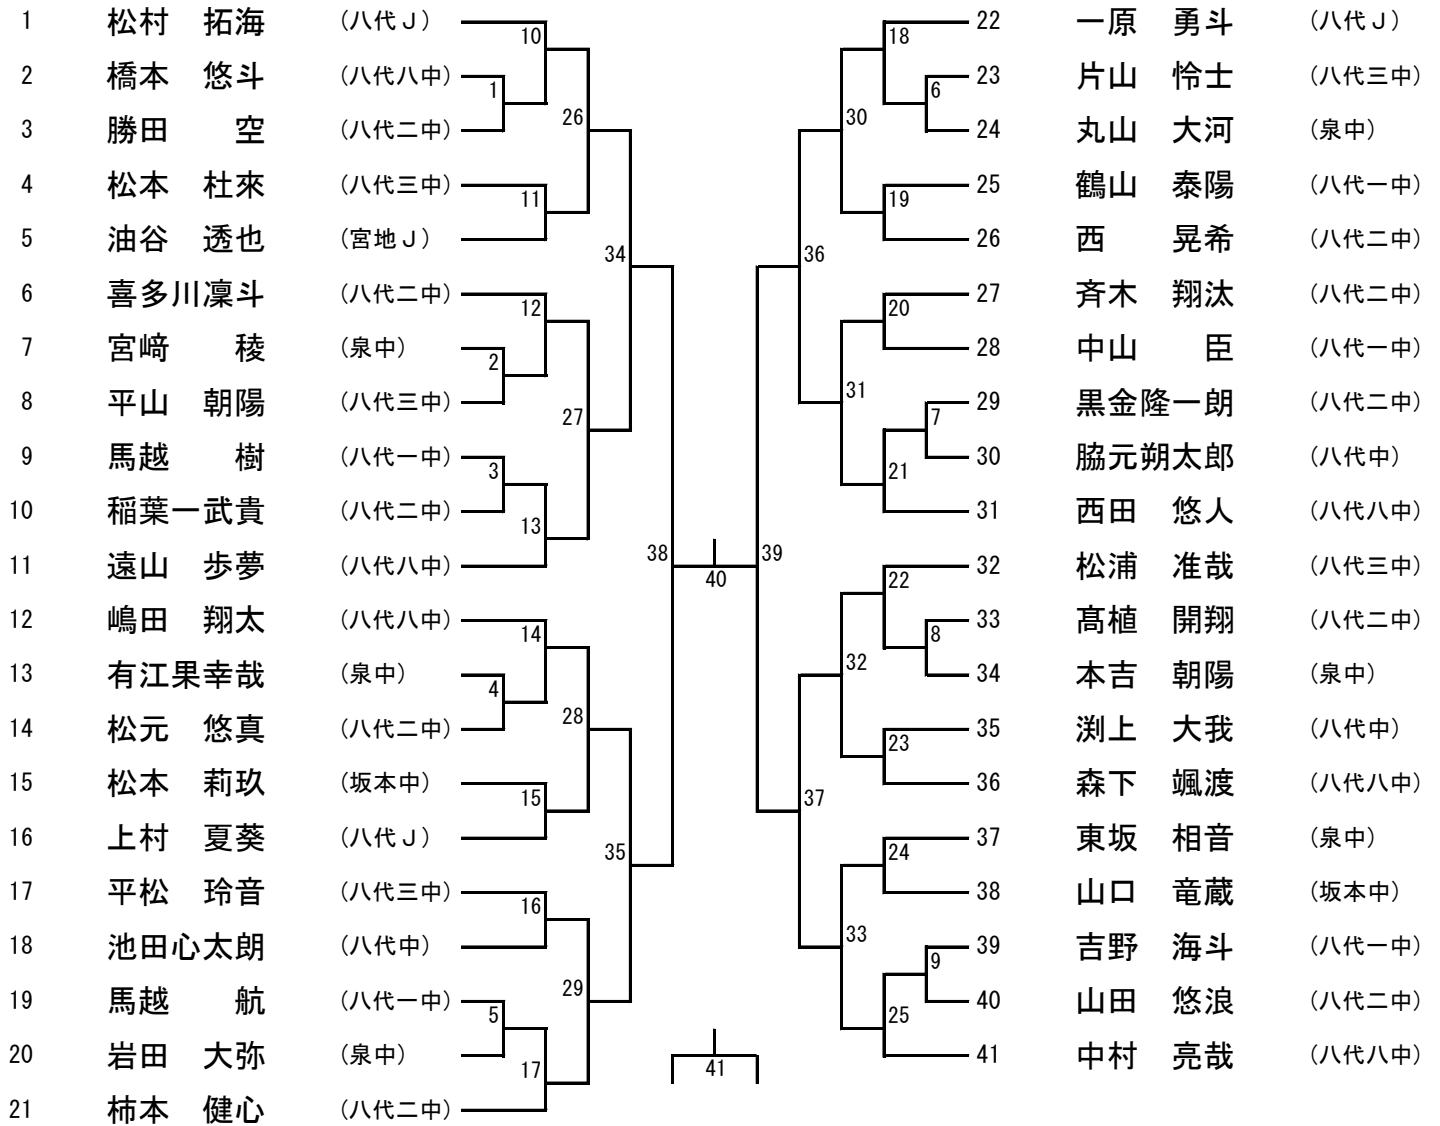 1 松村 拓海 (八代Ｊ) 22 一原 勇斗 (八代Ｊ)
10 18
2 橋本 悠斗 (八代八中) 23 片山 怜士 (八代三中)
1 6
26 30
3 勝田 空 (八代二中) 24 丸山 大河 (泉中)
4 松本 杜來 (八代三中) 25 鶴山 泰陽 (八代一中)
11 19
5 油谷 透也 (宮地Ｊ) 26 西 晃希 (八代二中)
34 36
6 喜多川凜斗 (八代二中) 27 斉木 翔汰 (八代二中)
12 20
7 宮﨑 稜 (泉中) 28 中山 臣 (八代一中)
2
31
8 平山 朝陽 (八代三中) 29 黒金隆一朗 (八代二中)
27 7
9 馬越 樹 (八代一中) 30 脇元朔太郎 (八代中)
3 21
10 稲葉一武貴 (八代二中) 31 西田 悠人 (八代八中)
13
38 39
11 遠山 歩夢 (八代八中) 32 松浦 准哉 (八代三中)
40 22
12 嶋田 翔太 (八代八中) 33 髙植 開翔 (八代二中)
14 8
32
13 有江果幸哉 (泉中) 34 本吉 朝陽 (泉中)
4
28
14 松元 悠真 (八代二中) 35 渕上 大我 (八代中)
23
15 松本 莉玖 (坂本中) 36 森下 颯渡 (八代八中)
15 37
16 上村 夏葵 (八代Ｊ) 37 東坂 相音 (泉中)
35 24
17 平松 玲音 (八代三中) 38 山口 竜蔵 (坂本中)
16
33
18 池田心太朗 (八代中) 39 吉野 海斗 (八代一中)
9
29
19 馬越 航 (八代一中) 40 山田 悠浪 (八代二中)
5 25
20 岩田 大弥 (泉中) 41 中村 亮哉 (八代八中)
17 41
21 柿本 健心 (八代二中)